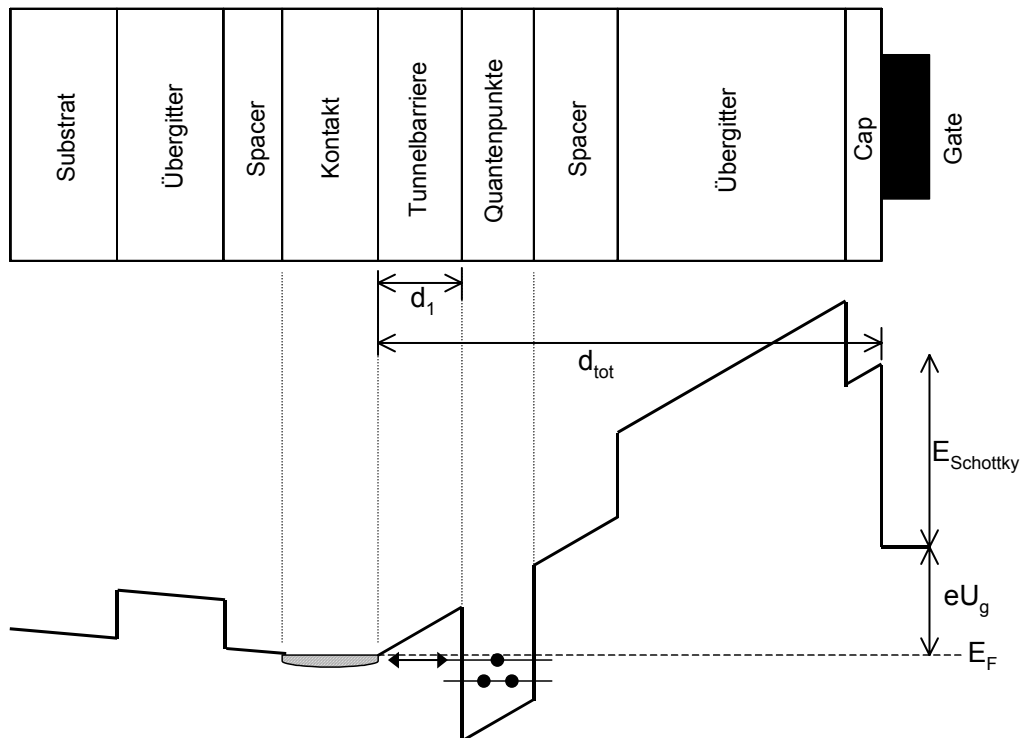 Substrat
Übergitter
Spacer
Kontakt
Tunnelbarriere
Quantenpunkte
Spacer
Übergitter
Cap
Gate
d1
dtot
ESchottky
eUg
EF